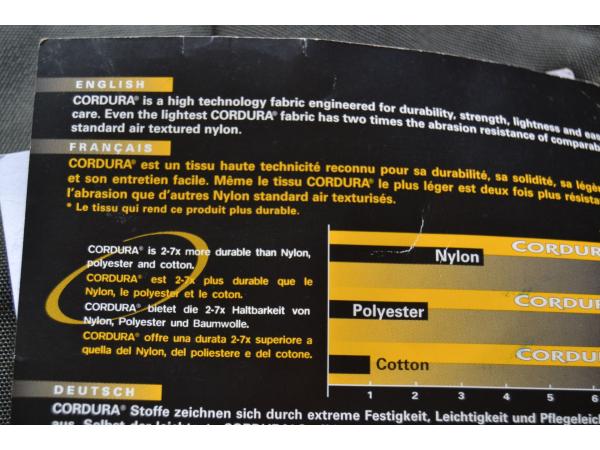 ENGLISH
CORDURA® is a high technology fabric engineered for durability, strength, lightness and
care. Even the lightest CORDURA® fabric has two times the abrasion resistance of
standard air textured nylon.
FRANÇAIS
CORDURA® est un tissu haute technicité reconnu pour sa durabilité, sa solidité, sa
et son entretien facile. Même le tissu CORDURA® le plus léger est deux fois plus
l'abrasion que d'autres Nylon standard air texturisés.
* Le tissu qui rend ce produit plus durable.
CORDURA® is 2-7x more durable than Nylon,
polyester and cotton.
CORDURA® est 2-7x plus durable que le
Nylon, le polyester et le coton.
CORDURA® bietet die 2-7x Haltbarkeit von
Nylon, Polyester und Baumwolle.
CORDURA® offre una durata 2-7x superiore a
quella del Nylon, del poliestere e del cotone.
CORDUR
Nylon
CORDUR
Polyester
CORDU
Cotton
1 2 3 4 5 6
DEUTSCH
CORDURA® Stoffe zeichnen sich durch extreme Festigkeit, Leichtigkeit und